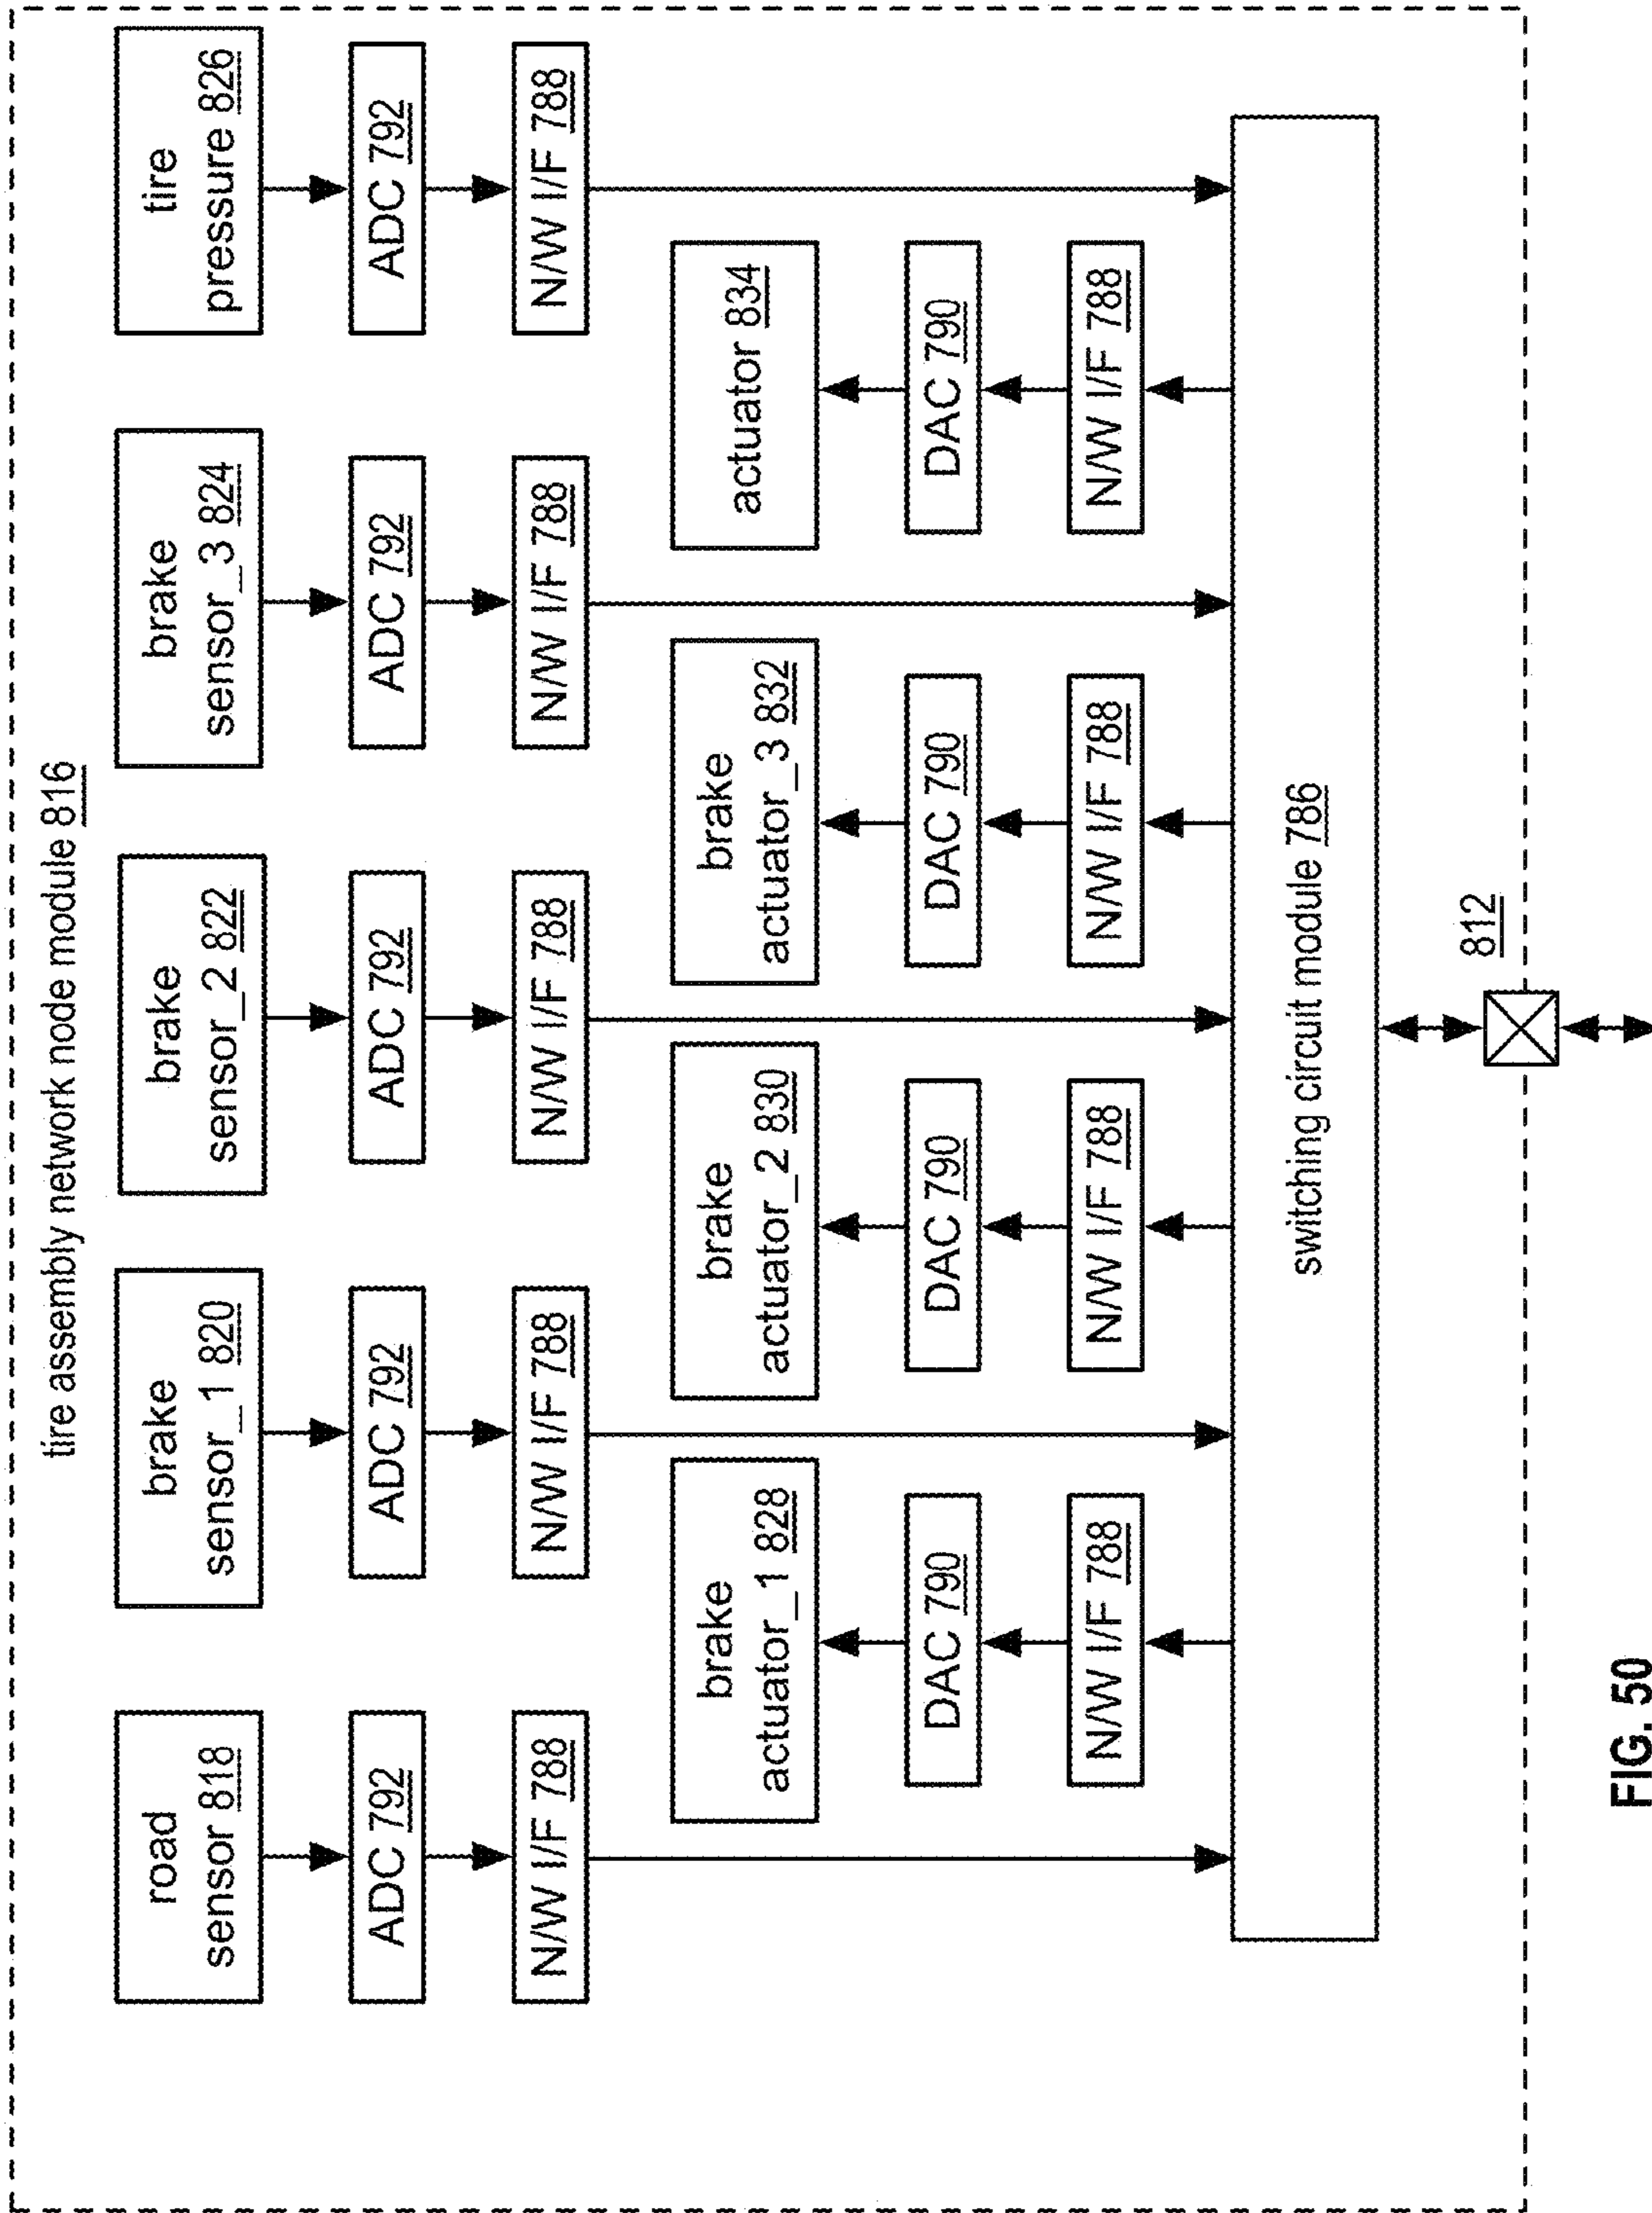 tire assembly network node module 816
road
sensor 818
brake
sensor_1 820
brake
sensor_2 822
brake
sensor_3 824
tire
pressure 826
ADC 792
ADC 792
ADC 792
ADC 792
ADC 792
N/W I/F 788
N/W I/F 788
N/W I/F 788
N/W I/F 788
N/W I/F 788
brake
actuator_1 828
brake
actuator_2 830
brake
actuator_3 832
actuator 834
DAC 790
DAC 790
DAC 790
DAC 790
N/W I/F 788
N/W I/F 788
N/W I/F 788
N/W I/F 788
switching circuit module 786
812
FIG. 50